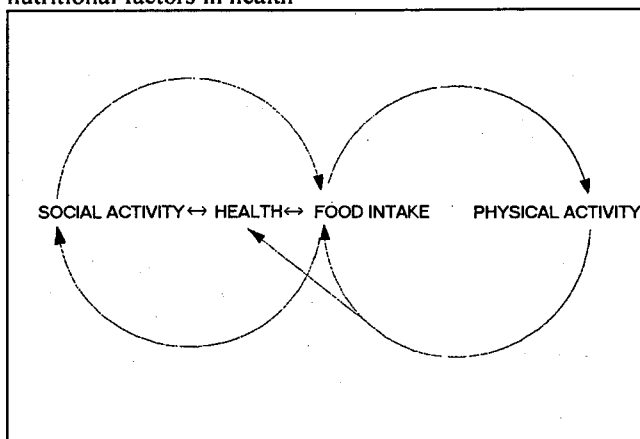 nutritional factors in health
SOCIAL ACTIVITY ↔ HEALTH ↔ FOOD INTAKE PHYSICAL ACTIVITY